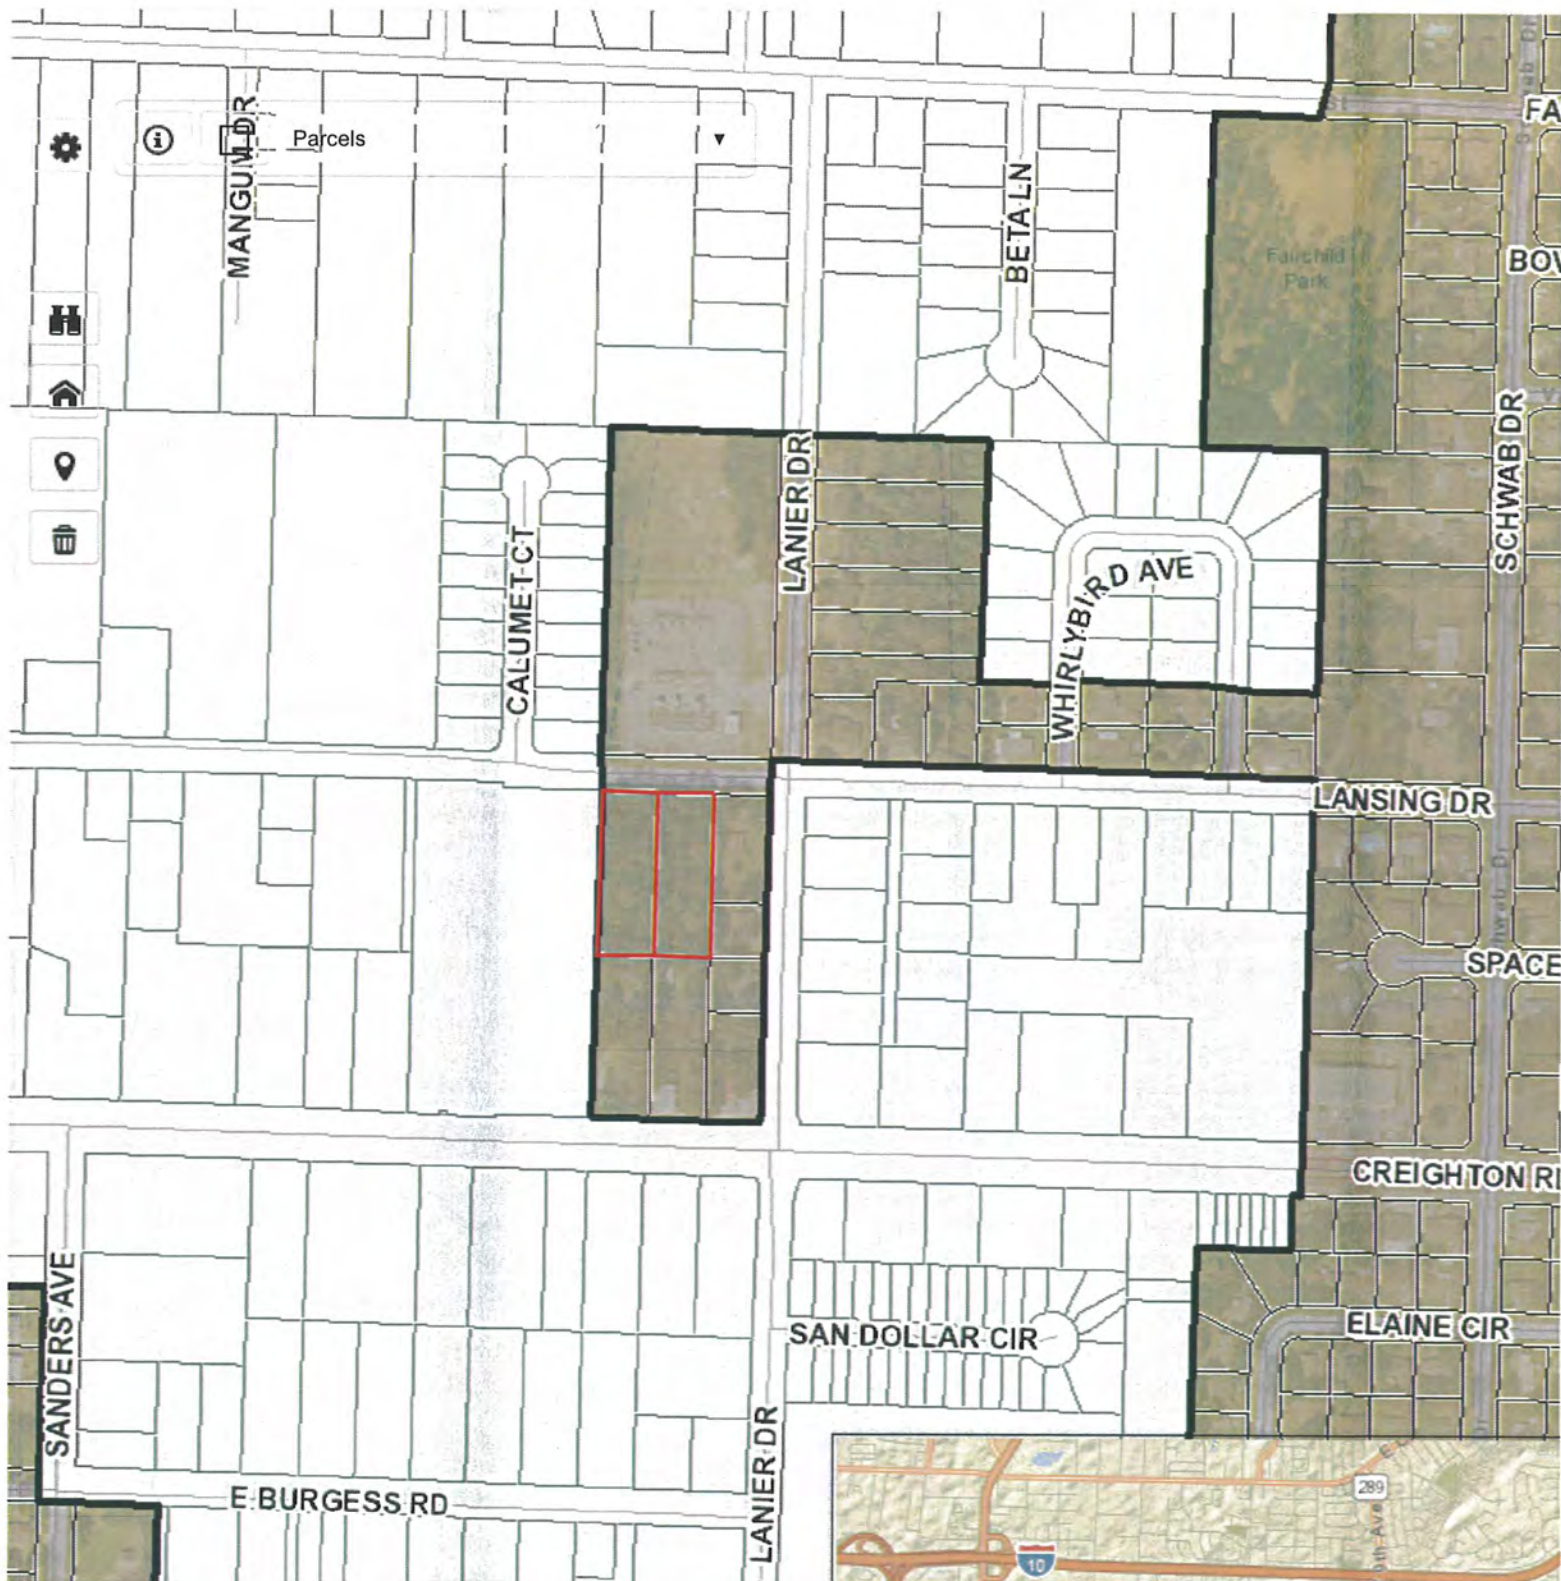 MANGUM DR
Parcels
BETA LN
FA
Fairchild
Park
BOV
LANIER DR
SCHWAB DR
CALUMET CT
WHIRLYBIRD AVE
LANSING DR
SPACE
CREIGHTON RD
SANDERS AVE
SAN DOLLAR CIR
ELAINE CIR
LANIER DR
E BURGESS RD
289
10